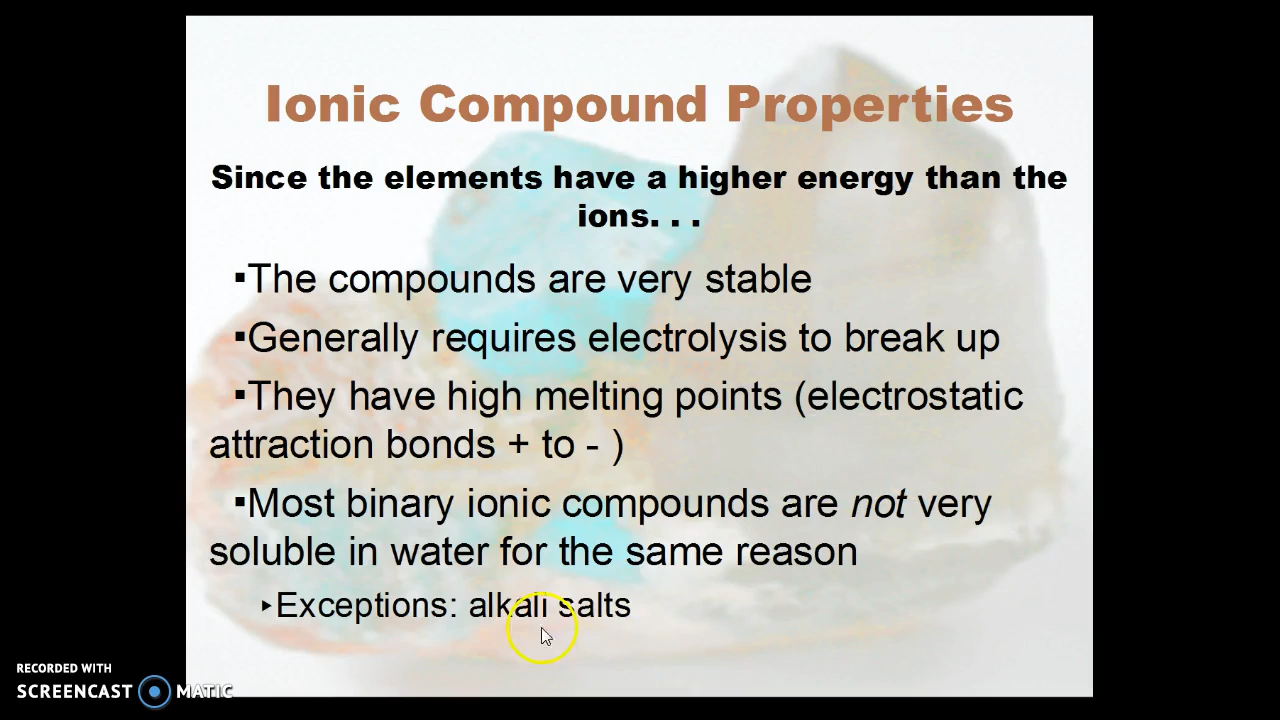 Ionic Compound Properties
Since the elements have a higher energy than the
ions. . .
▪The compounds are very stable
▪Generally requires electrolysis to break up
▪They have high melting points (electrostatic
attraction bonds + to - )
▪Most binary ionic compounds are not very
soluble in water for the same reason
▸Exceptions: alkali salts
RECORDED WITH
SCREENCAST MATIC